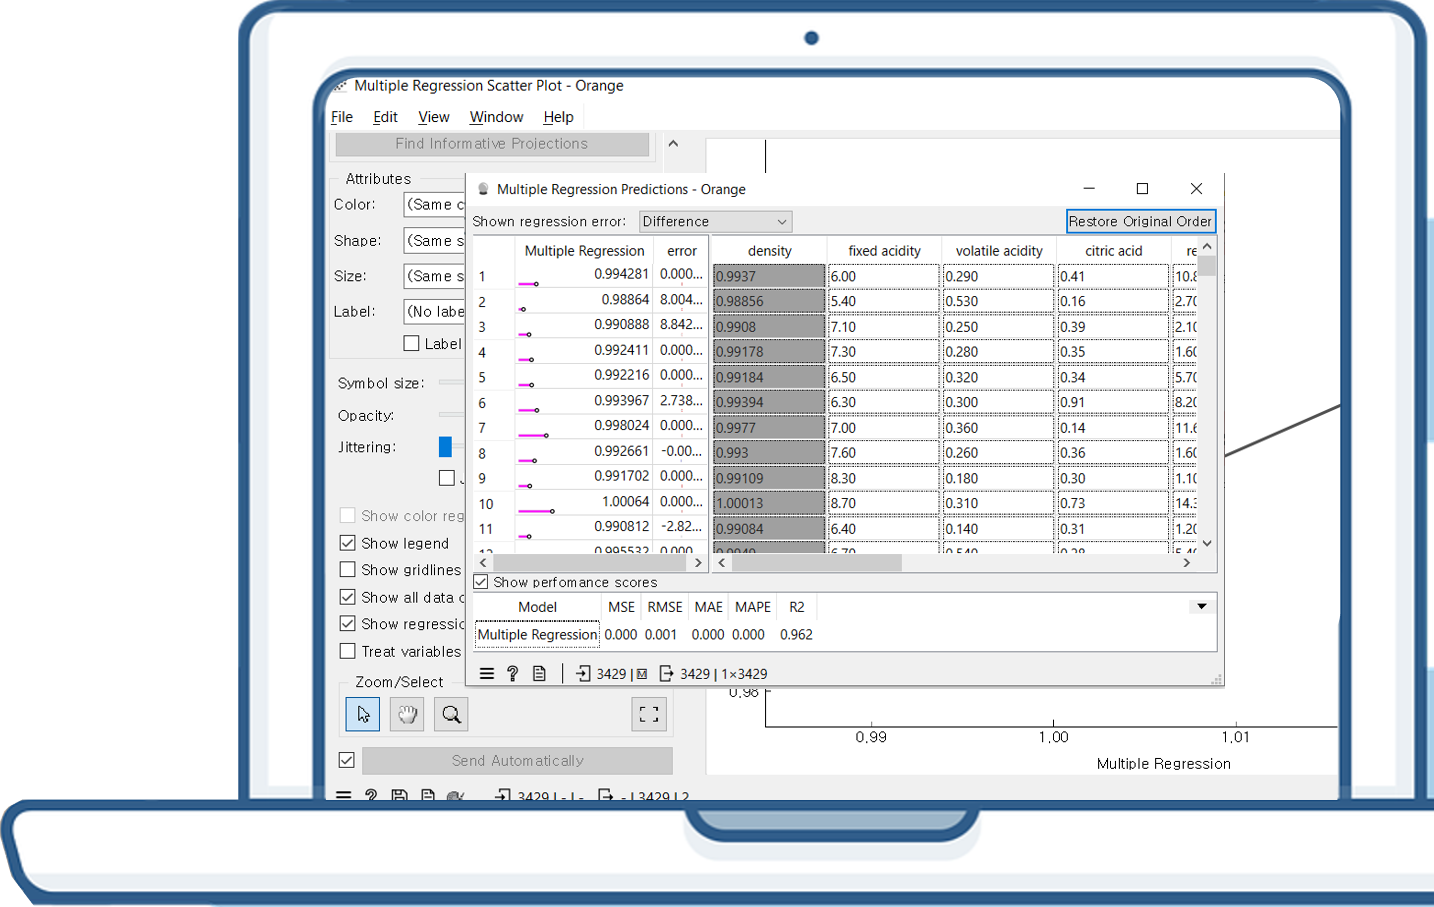 Multiple Regression Scatter Plot - Orange
File Edit View Window Help
Find Informative Projections
Attributes
Color: (Same
Shape: (Same
Size: (Same
Label: (No
Label
Symbol size:
Opacity:
Jittering:
Show color
Show legend
Show gridlines
Show all data
Show
Treat variables
Zoom/Select
Send Automatically
3429 | - | - - | 3429 | 2
Multiple Regression Predictions - Orange
Shown regression error: Difference Restore Original Order
Multiple Regression error density fixed acidity volatile acidity citric acid
1 0.994281 0.000... 0.9937 6.00 0.290 0.41 10.8
2 0.98864 8.004... 0.98856 5.40 0.530 0.16 2.70
3 0.990888 8.842... 0.9908 7.10 0.250 0.39 2.10
4 0.992411 0.000... 0.99178 7.30 0.280 0.35 1.60
5 0.992216 0.000... 0.99184 6.50 0.320 0.34 5.70
6 0.993967 2.738... 0.99394 6.30 0.300 0.91 8.20
7 0.998024 0.000... 0.9977 7.00 0.360 0.14 11.6
8 0.992661 -0.00... 0.993 7.60 0.260 0.36 1.60
9 0.991702 0.000... 0.99109 8.30 0.180 0.30 1.10
10 1.00064 0.000... 1.00013 8.70 0.310 0.73 14.3
11 0.990812 -2.82... 0.99084 6.40 0.140 0.31 1.20
12 0.995532 0.000 0.9949 6.70 0.540 0.28 5.40
Show perfomance scores
Model MSE RMSE MAE MAPE R2
Multiple Regression 0.000 0.001 0.000 0.000 0.962
3429 | 3429 | 1×3429
0.98
0.99 1.00 1.01
Multiple Regression